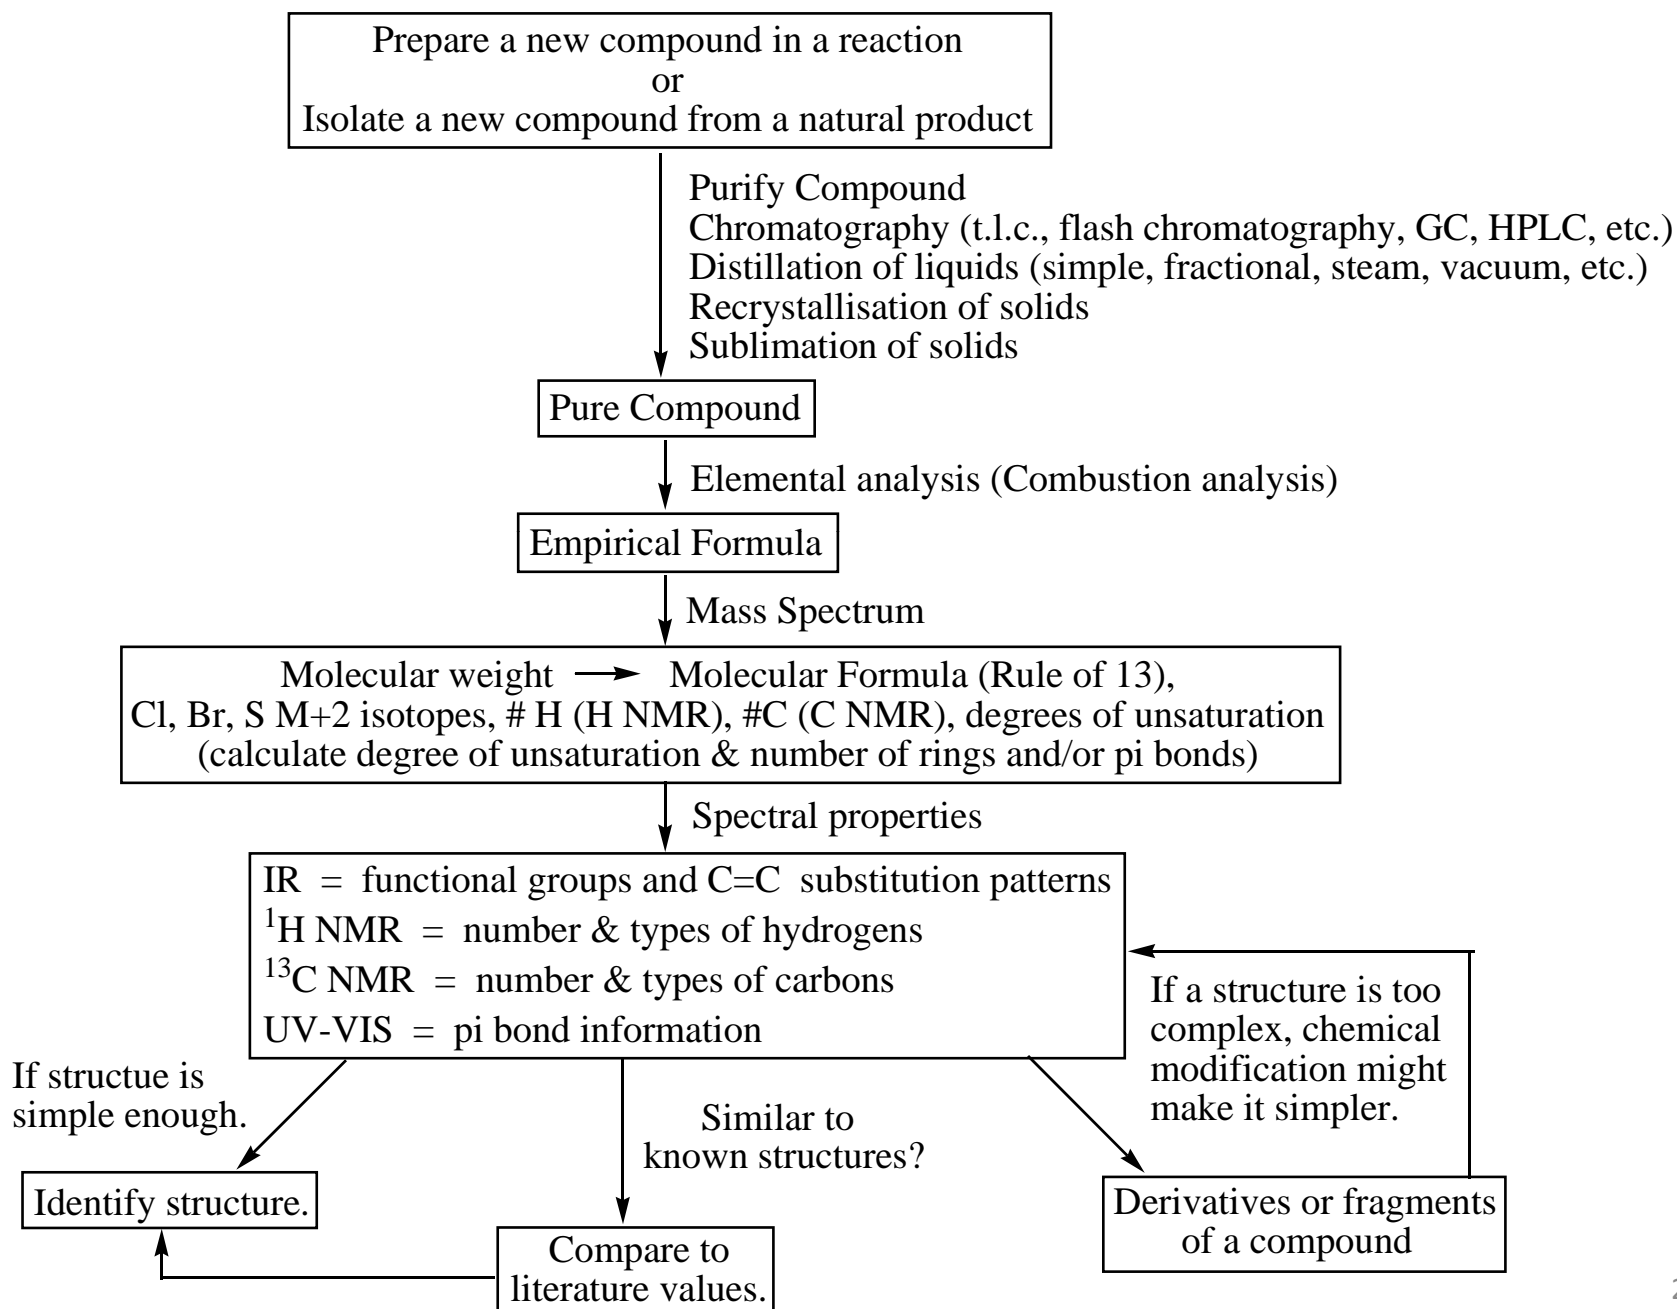 Prepare a new compound in a reaction
or
Isolate a new compound from a natural product
Purify Compound
Chromatography (t.l.c., flash chromatography, GC, HPLC, etc.)
Distillation of liquids (simple, fractional, steam, vacuum, etc.)
Recrystallisation of solids
Sublimation of solids
Pure Compound
Elemental analysis (Combustion analysis)
Empirical Formula
Mass Spectrum
Molecular weight → Molecular Formula (Rule of 13),
Cl, Br, S M+2 isotopes, # H (H NMR), #C (C NMR), degrees of unsaturation
(calculate degree of unsaturation & number of rings and/or pi bonds)
Spectral properties
IR = functional groups and C=C substitution patterns
¹H NMR = number & types of hydrogens
¹³C NMR = number & types of carbons
UV-VIS = pi bond information
If a structure is too
complex, chemical
modification might
make it simpler.
If structue is
simple enough.
Similar to
known structures?
Identify structure.
Compare to
literature values.
Derivatives or fragments
of a compound